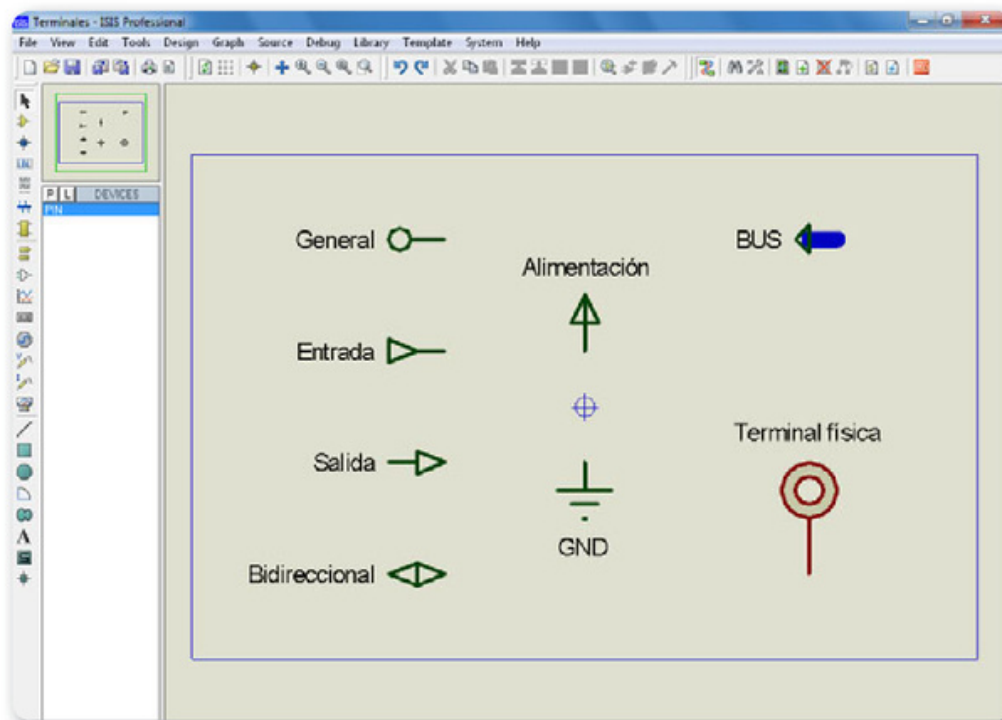 Terminales - ISIS Professional
File View Edit Tools Design Graph Source Debug Library Template System Help
P L DEVICES
PIN
General
BUS
Alimentación
Entrada
Terminal física
Salida
GND
Bidireccional